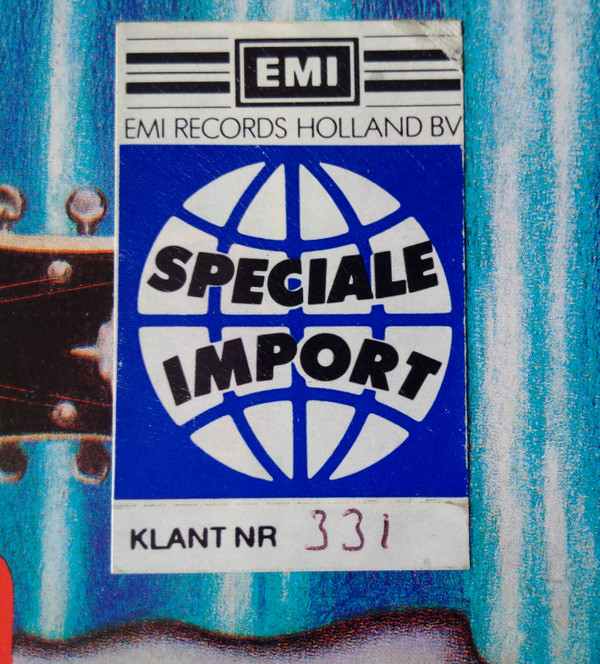 EMI
EMI RECORDS HOLLAND BV
SPECIALE
IMPORT
KLANT NR 331